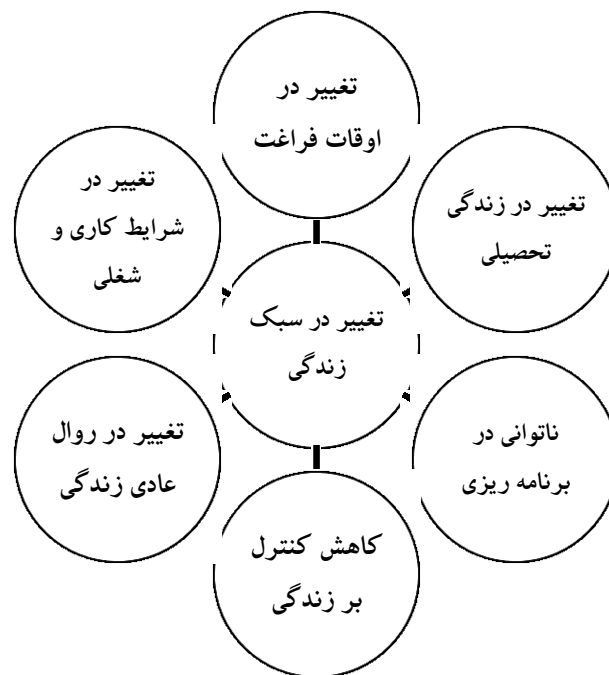 تغییر در
اوقات فراغت
تغییر در زندگی
تحصیلی
ناتوانی در
برنامه ریزی
کاهش کنترل
بر زندگی
تغییر در روال
عادی زندگی
تغییر در
شرایط کاری و
شغلی
تغییر در سبک
زندگی